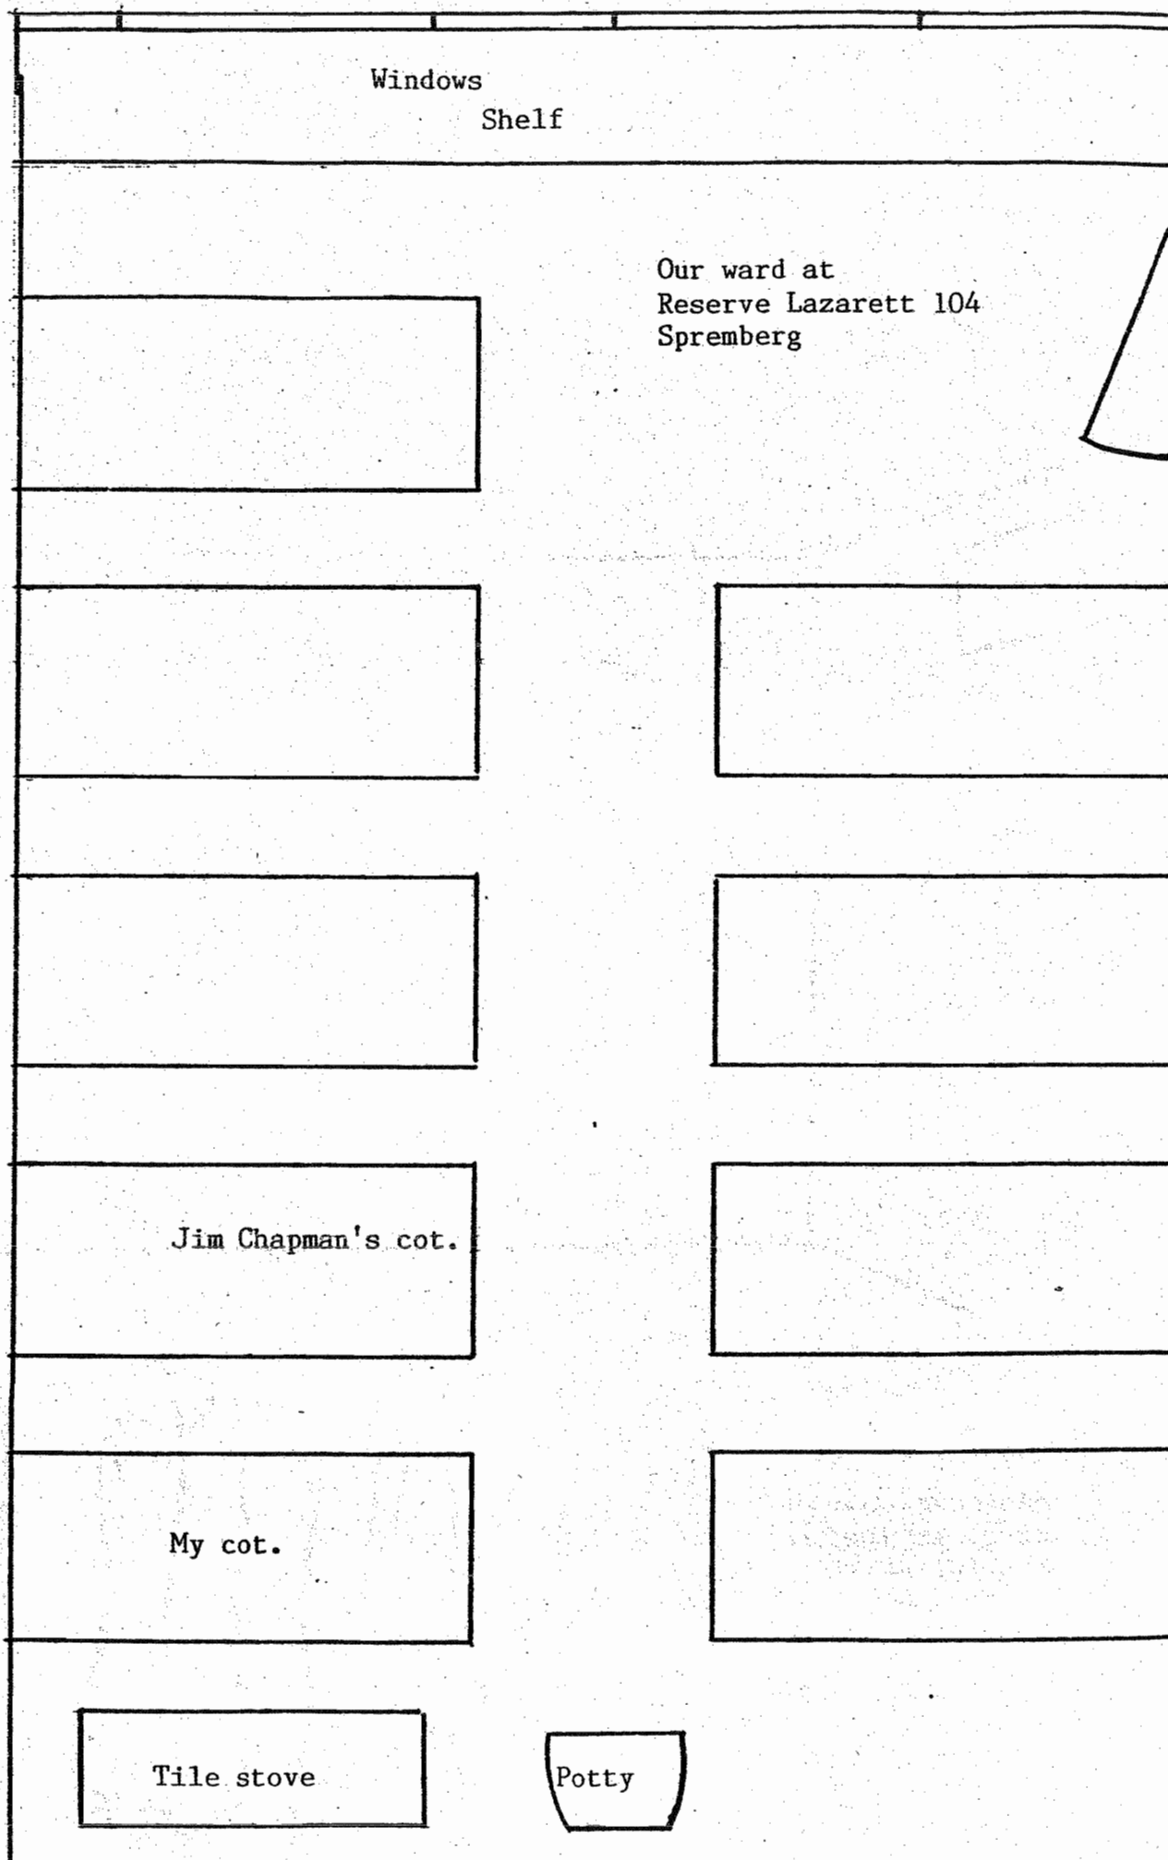 Windows
Shelf
Our ward at
Reserve Lazarett 104
Spremberg
Jim Chapman's cot.
My cot.
Tile stove
Potty